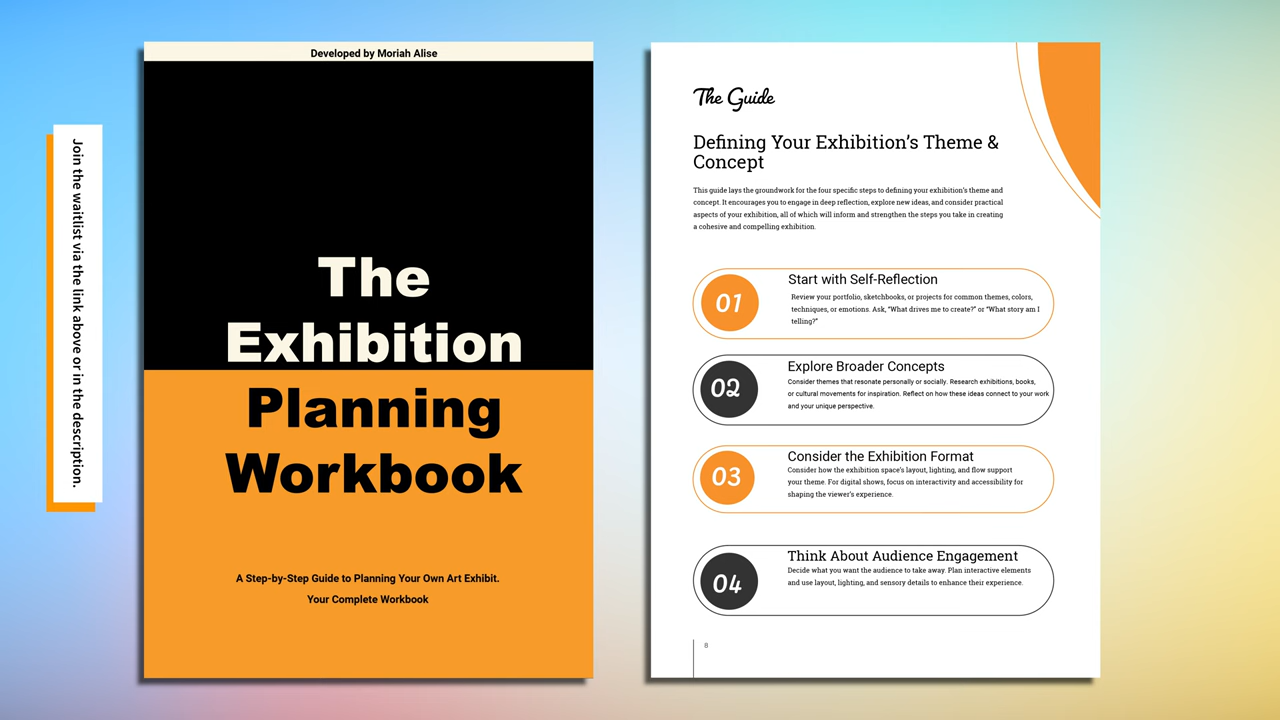 Join the waitlist via the link above or in the description.
Developed by Moriah Alise
The
Exhibition
Planning
Workbook
A Step-by-Step Guide to Planning Your Own Art Exhibit.
Your Complete Workbook
The Guide
Defining Your Exhibition’s Theme &
Concept
This guide lays the groundwork for the four specific steps to defining your exhibition’s theme and
concept. It encourages you to engage in deep reflection, explore new ideas, and consider practical
aspects of your exhibition, all of which will inform and strengthen the steps you take in creating
a cohesive and compelling exhibition.
01
Start with Self-Reflection
Review your portfolio, sketchbooks, or projects for common themes, colors,
techniques, or emotions. Ask, “What drives me to create?” or “What story am I
telling?”
02
Explore Broader Concepts
Consider themes that resonate personally or socially. Research exhibitions, books,
or cultural movements for inspiration. Reflect on how these ideas connect to your work
and your unique perspective.
03
Consider the Exhibition Format
Consider how the exhibition space’s layout, lighting, and flow support
your theme. For digital shows, focus on interactivity and accessibility for
shaping the viewer’s experience.
04
Think About Audience Engagement
Decide what you want the audience to take away. Plan interactive elements
and use layout, lighting, and sensory details to enhance their experience.
8